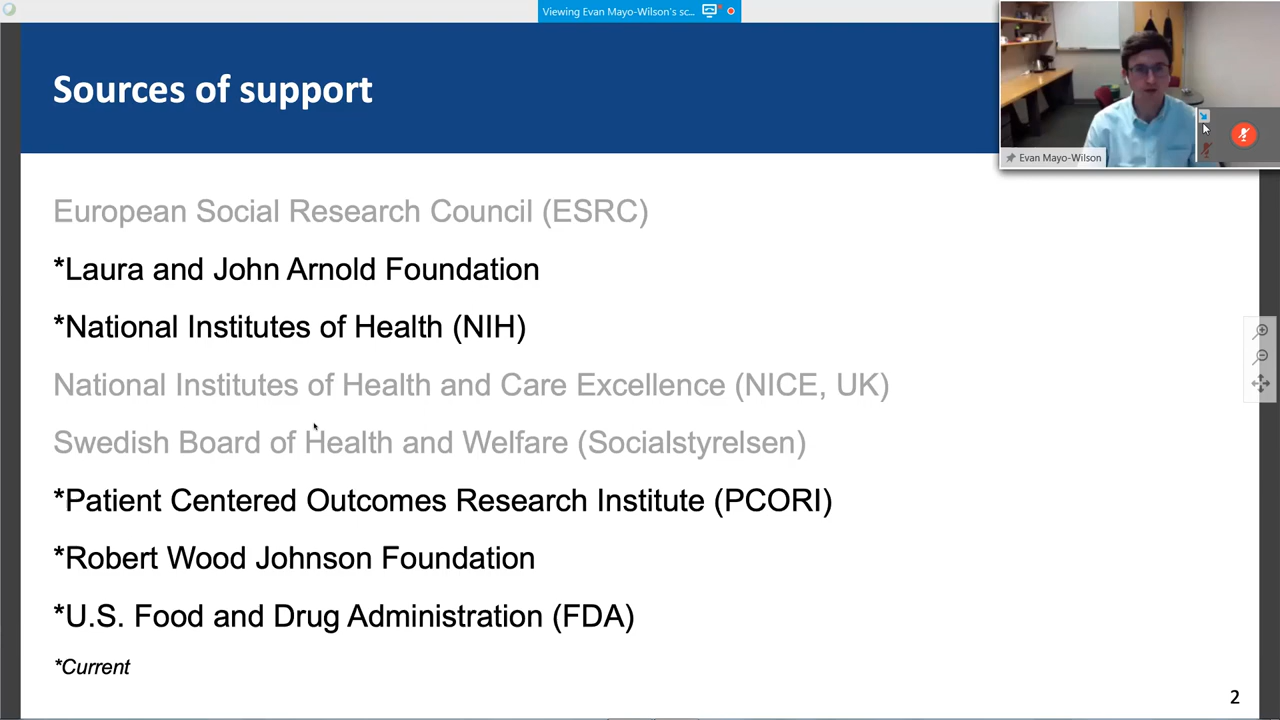 Viewing Evan Mayo-Wilson's sc...
Sources of support
Evan Mayo-Wilson
European Social Research Council (ESRC)
*Laura and John Arnold Foundation
*National Institutes of Health (NIH)
National Institutes of Health and Care Excellence (NICE, UK)
Swedish Board of Health and Welfare (Socialstyrelsen)
*Patient Centered Outcomes Research Institute (PCORI)
*Robert Wood Johnson Foundation
*U.S. Food and Drug Administration (FDA)
*Current
2